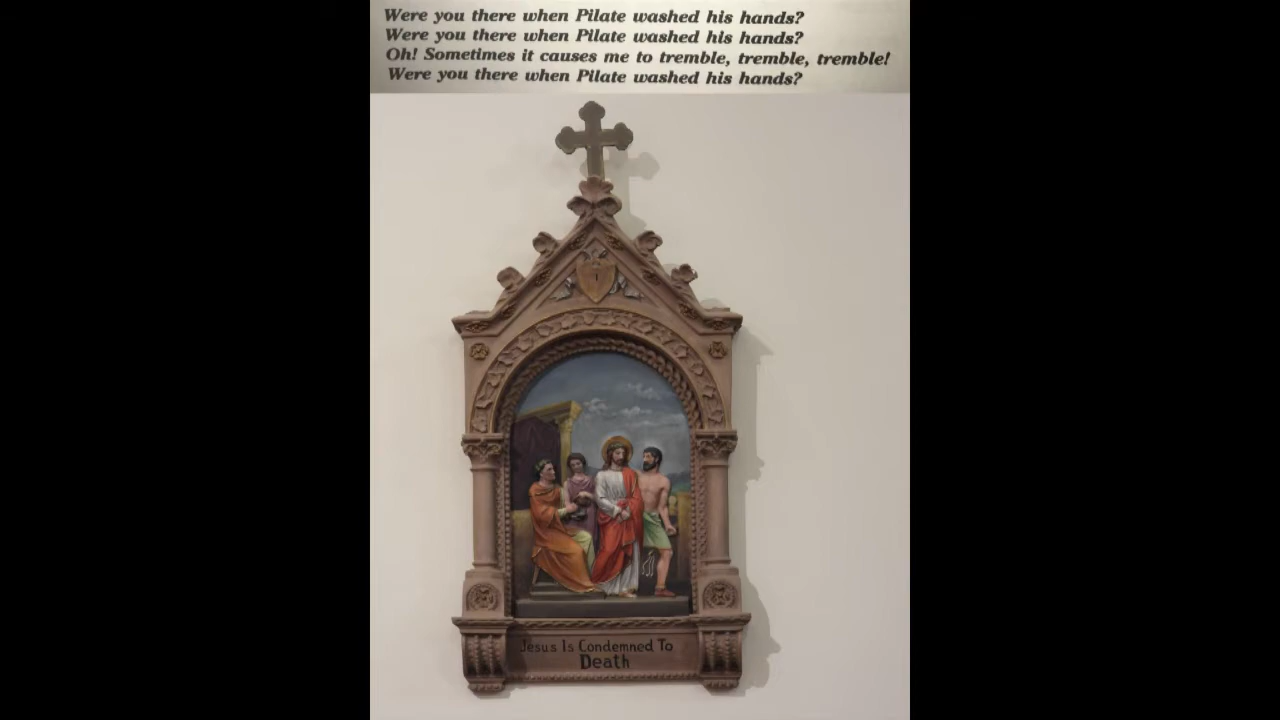 Were you there when Pilate washed his hands?
Were you there when Pilate washed his hands?
Oh! Sometimes it causes me to tremble, tremble, tremble!
Were you there when Pilate washed his hands?
I
Jesus Is Condemned To
Death